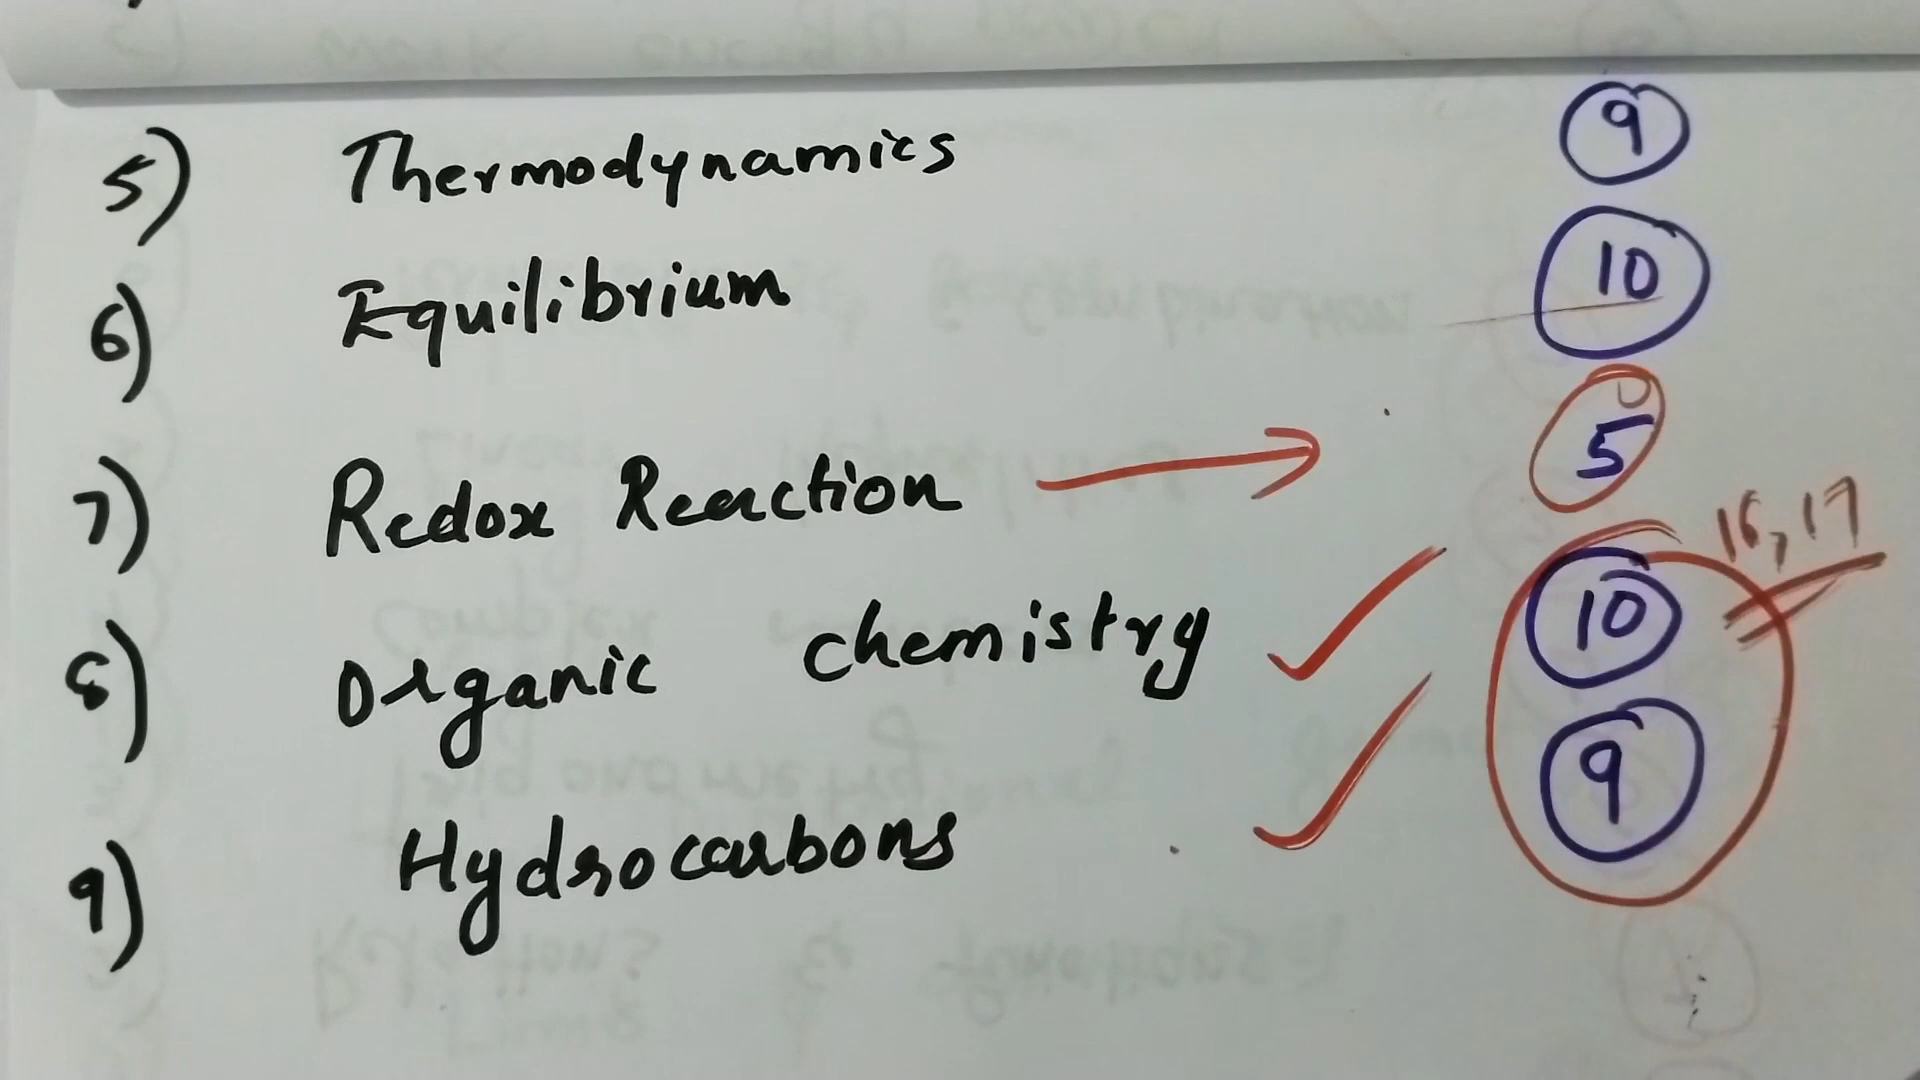 5) Thermodynamics 9
6) Equilibrium 10
7) Redox Reaction → 5
16, 17
8) Organic chemistry ✓ 10
9) Hydrocarbons ✓ 9